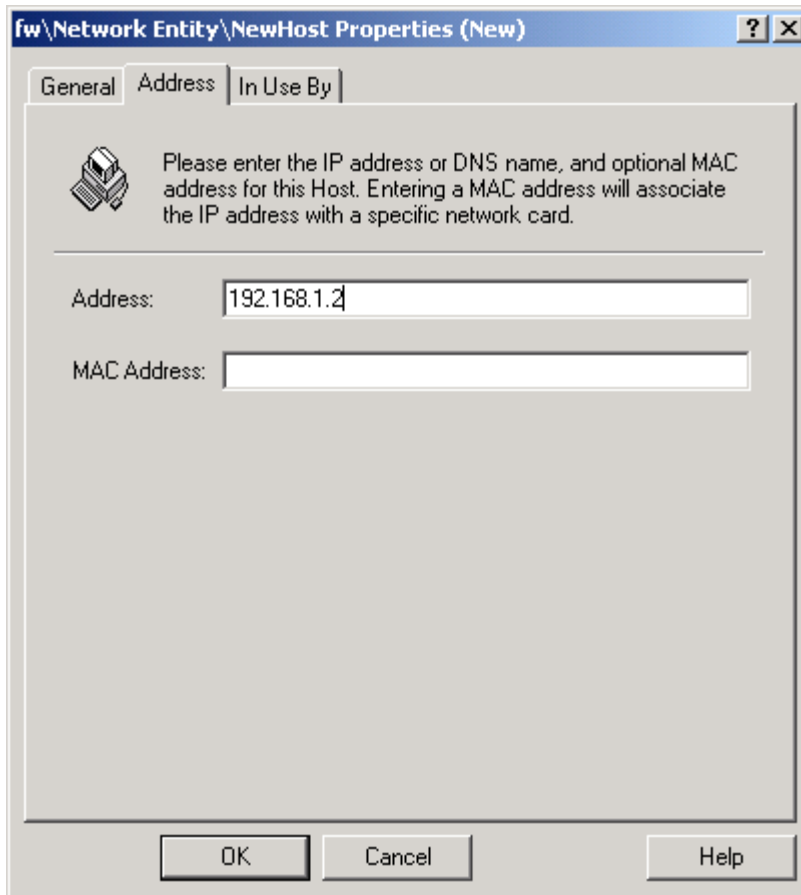 fw\Network Entity\NewHost Properties (New)
General Address In Use By
Please enter the IP address or DNS name, and optional MAC
address for this Host. Entering a MAC address will associate
the IP address with a specific network card.
Address: 192.168.1.2
MAC Address:
OK Cancel Help